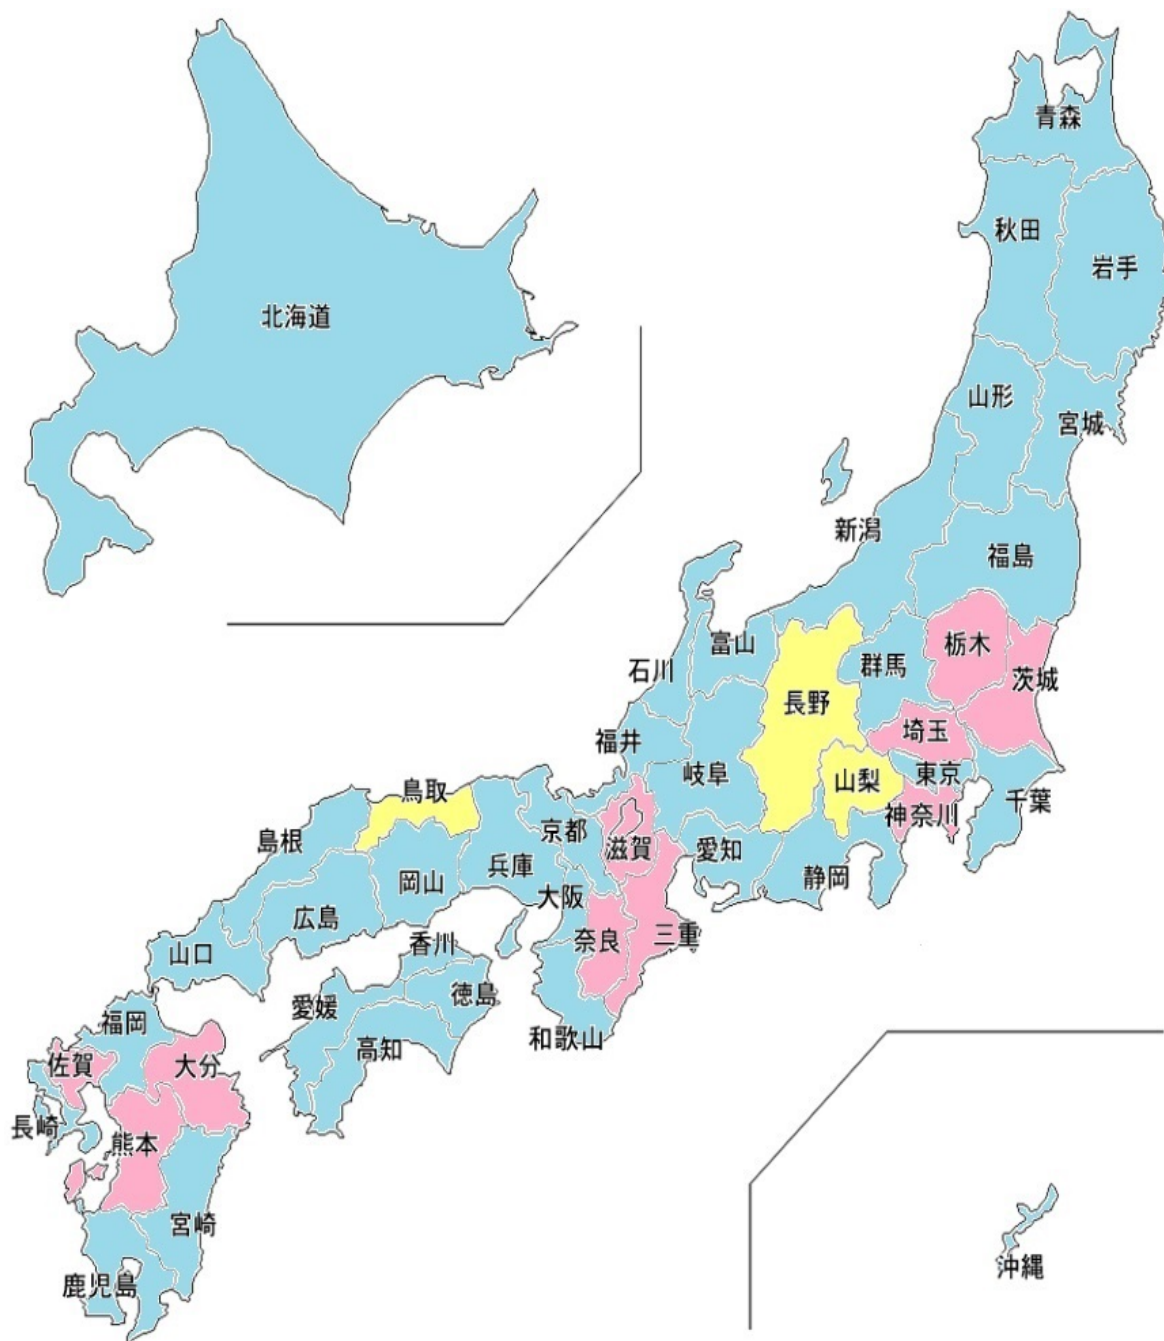 北海道
青森
秋田
岩手
山形
宮城
新潟
福島
富山
石川
群馬
栃木
茨城
長野
福井
岐阜
埼玉
山梨
東京
千葉
神奈川
鳥取
島根
京都
滋賀
愛知
静岡
岡山
兵庫
大阪
広島
奈良
三重
山口
香川
徳島
愛媛
高知
和歌山
福岡
佐賀
大分
長崎
熊本
宮崎
鹿児島
沖縄